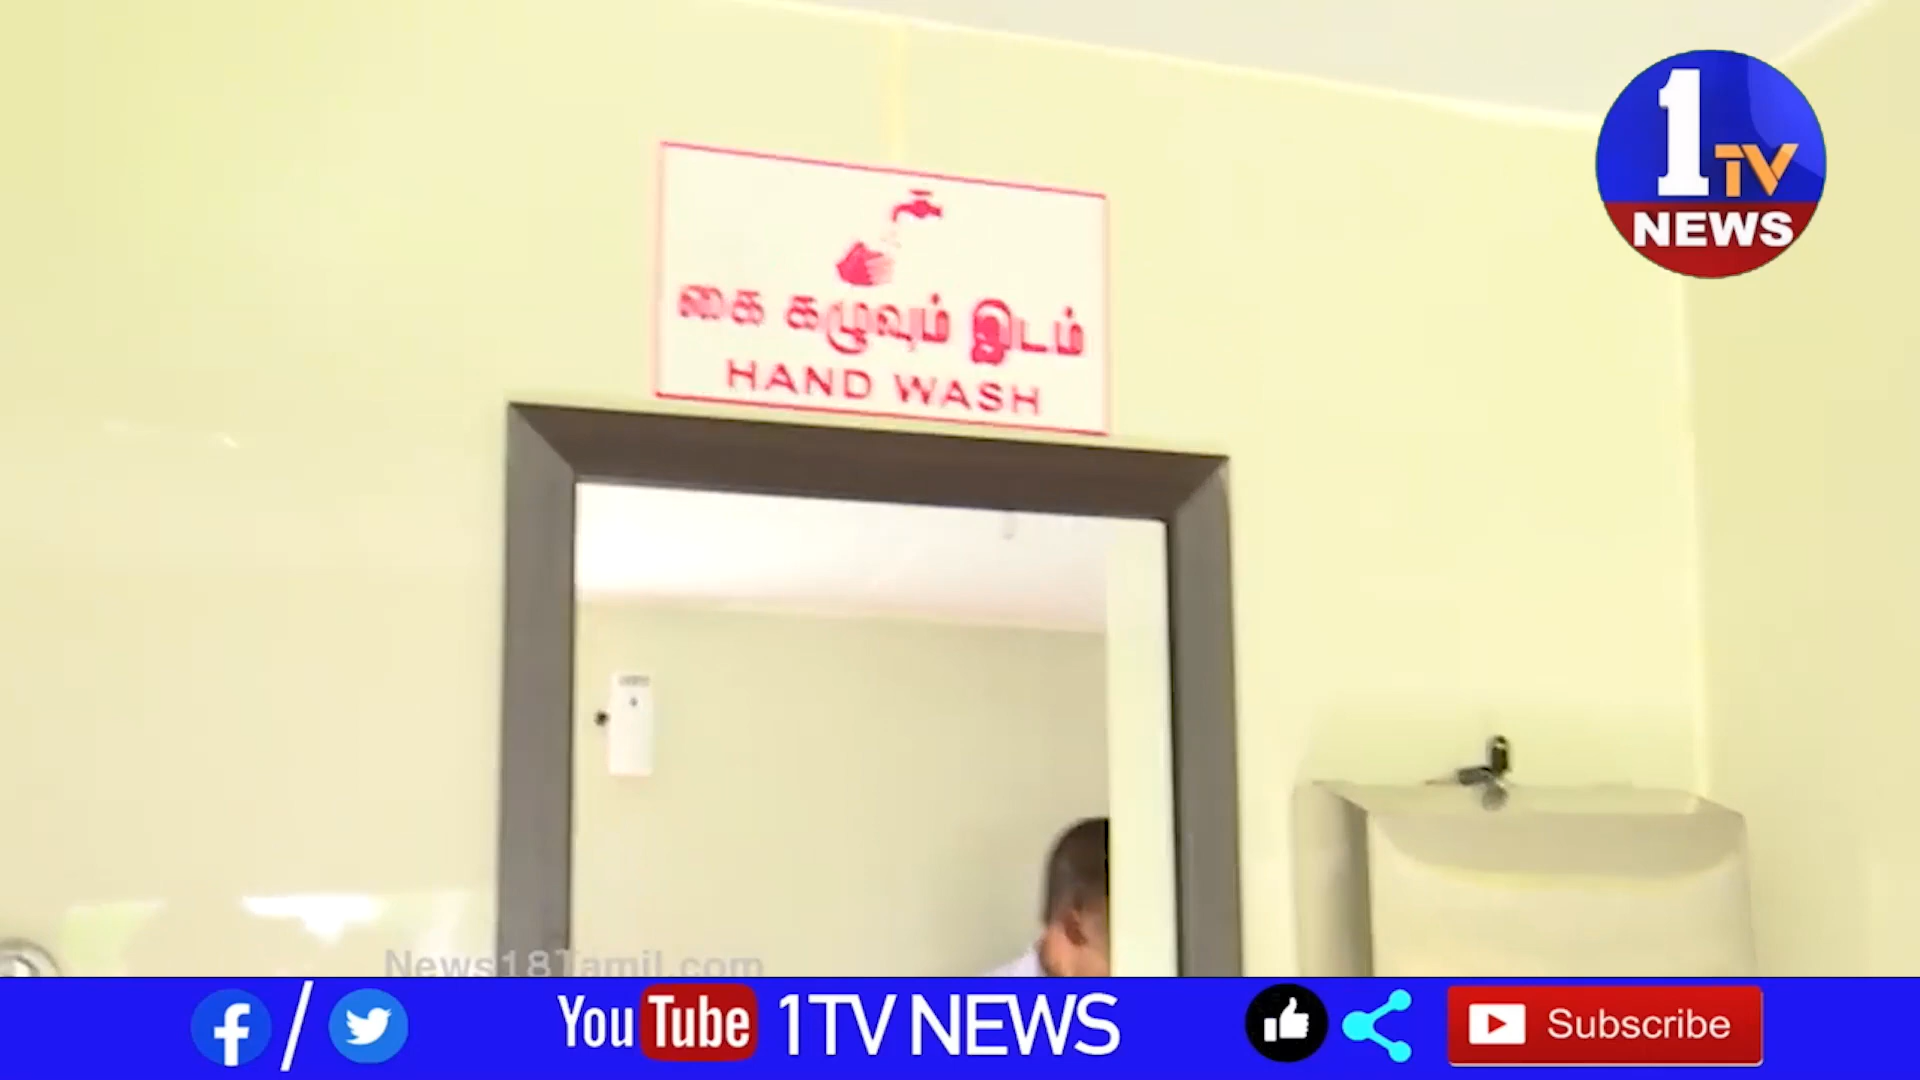 1 TV
NEWS
கை கழுவும் இடம்
HAND WASH
News18Tamil.com
YouTube 1TV NEWS
Subscribe